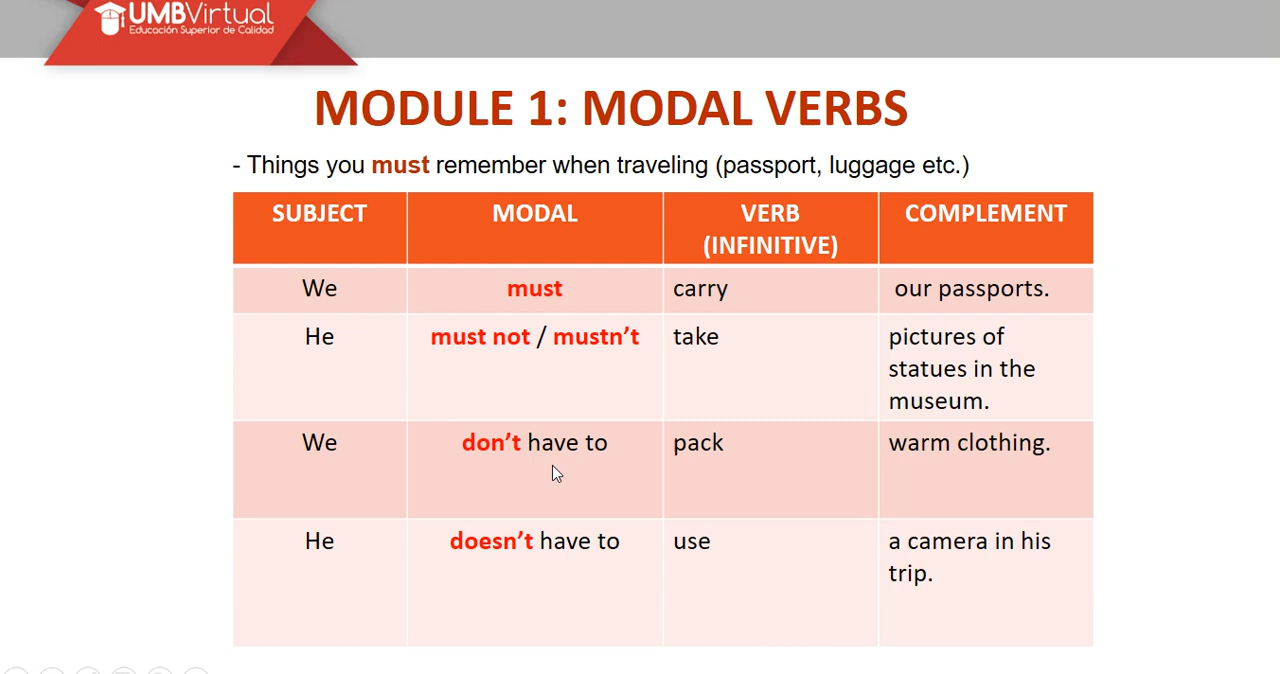 UMBVirtual
Educación Superior de Calidad
MODULE 1: MODAL VERBS
- Things you must remember when traveling (passport, luggage etc.)
SUBJECT MODAL VERB (INFINITIVE) COMPLEMENT
We must carry our passports.
He must not / mustn’t take pictures of
statues in the
museum.
We don’t have to pack warm clothing.
He doesn’t have to use a camera in his
trip.